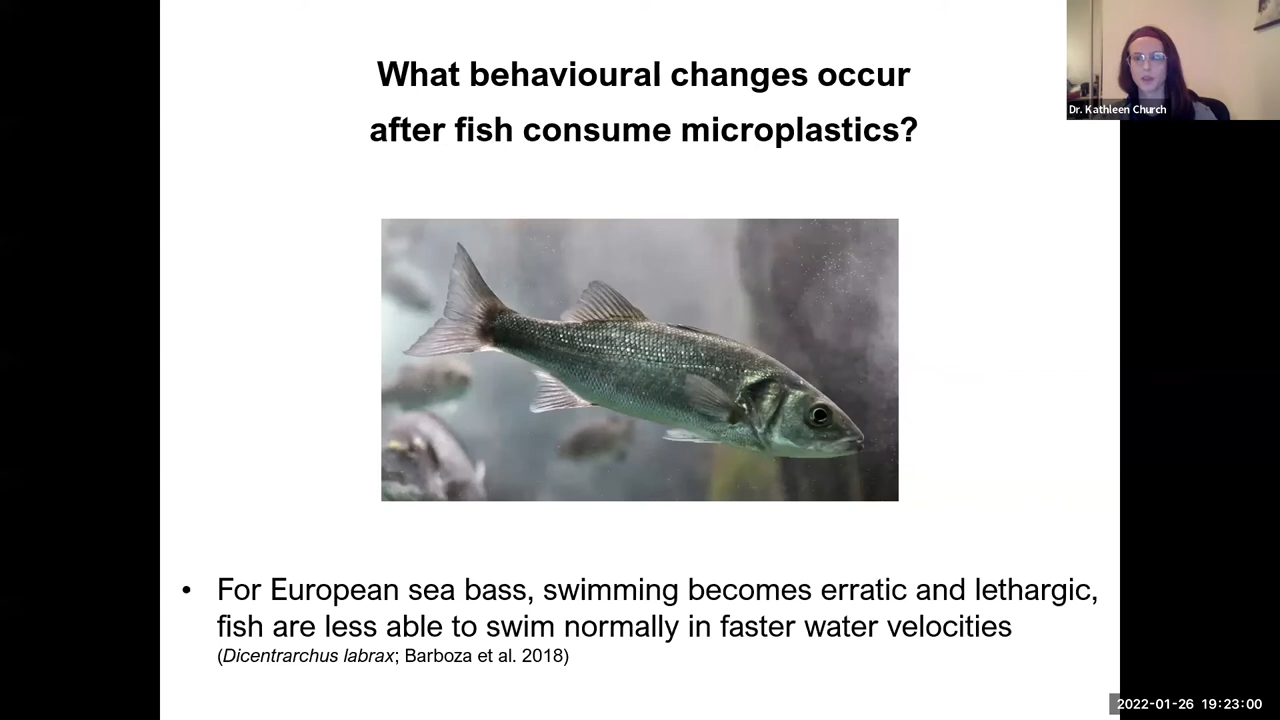 What behavioural changes occur
after fish consume microplastics?
Dr. Kathleen Church
• For European sea bass, swimming becomes erratic and lethargic,
fish are less able to swim normally in faster water velocities
(Dicentrarchus labrax; Barboza et al. 2018)
2022-01-26 19:23:00